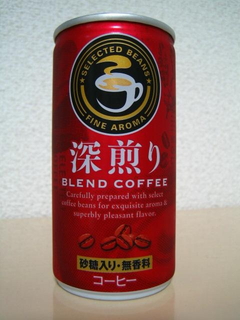 SELECTED BEANS
FINE AROMA
深煎り
BLEND COFFEE
Carefully prepared with select
coffee beans for exquisite aroma &
superbly pleasant flavor.
砂糖入り・無香料
コーヒー